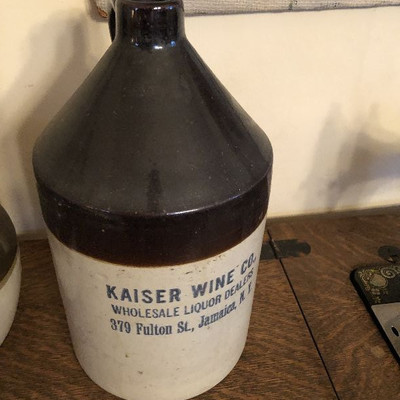 KAISER WINE CO.
WHOLESALE LIQUOR DEALERS
379 Fulton St., Jamaica, N. Y.